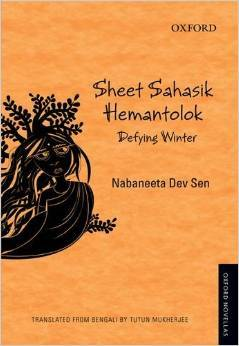 OXFORD
Sheet Sahasik
Hemantolok
Defying Winter
Nabaneeta Dev Sen
OXFORD NOVELLAS
TRANSLATED FROM BENGALI BY TUTUN MUKHERJEE